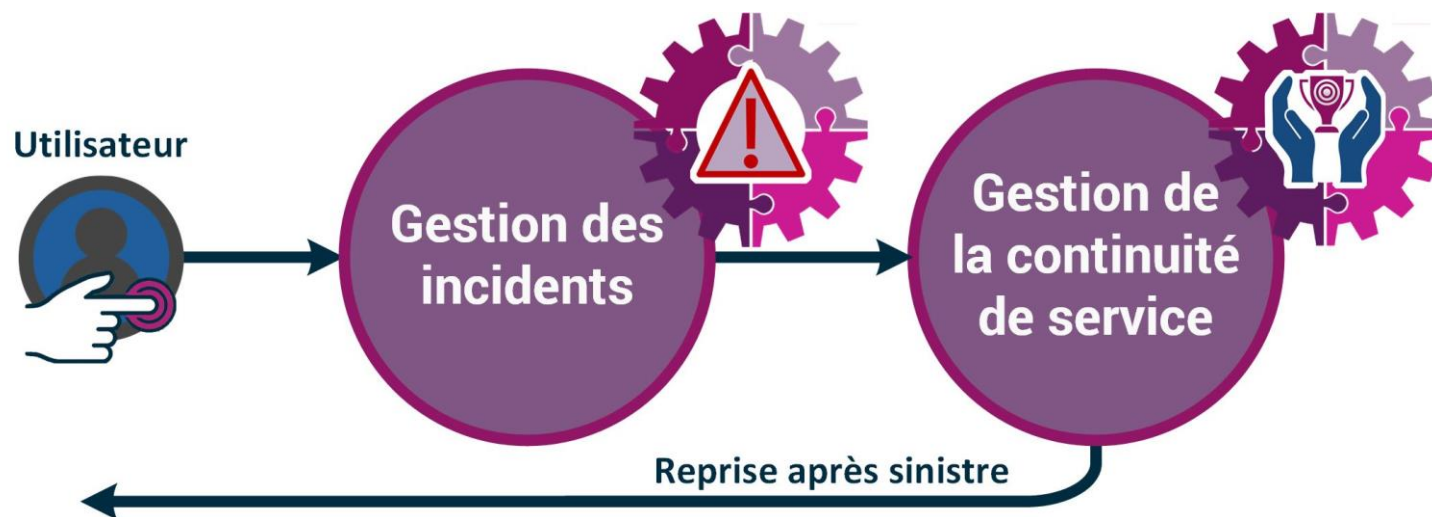 Utilisateur
Gestion des
incidents
Gestion de
la continuité
de service
Reprise après sinistre